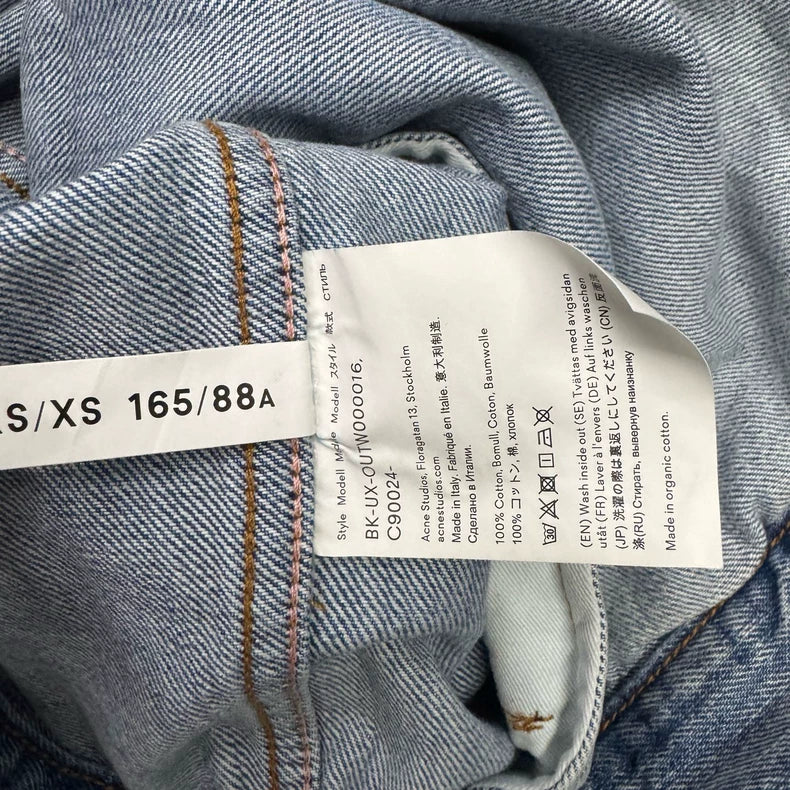 XS/XS 165/88A
Style Modell Mode Modell スタイル 款式 стиль
BK-UX-OUTW000016,
C90024-
Acne Studios, Floragatan 13, Stockholm
acnestudios.com
Made in Italy. Fabriqué en Italie. 意大利制造.
Сделано в Италии.
100% Cotton, Bomull, Coton, Baumwolle
100% コットン, 棉, хлопок
30
(EN) Wash inside out (SE) Tvättas med avigsidan
utåt (FR) Laver à l'envers (DE) Auf links waschen
(JP) 洗濯の際は裏返しにしてください (CN) 反面洗
涤(RU) Стирать, вывернув наизнанку
Made in organic cotton.